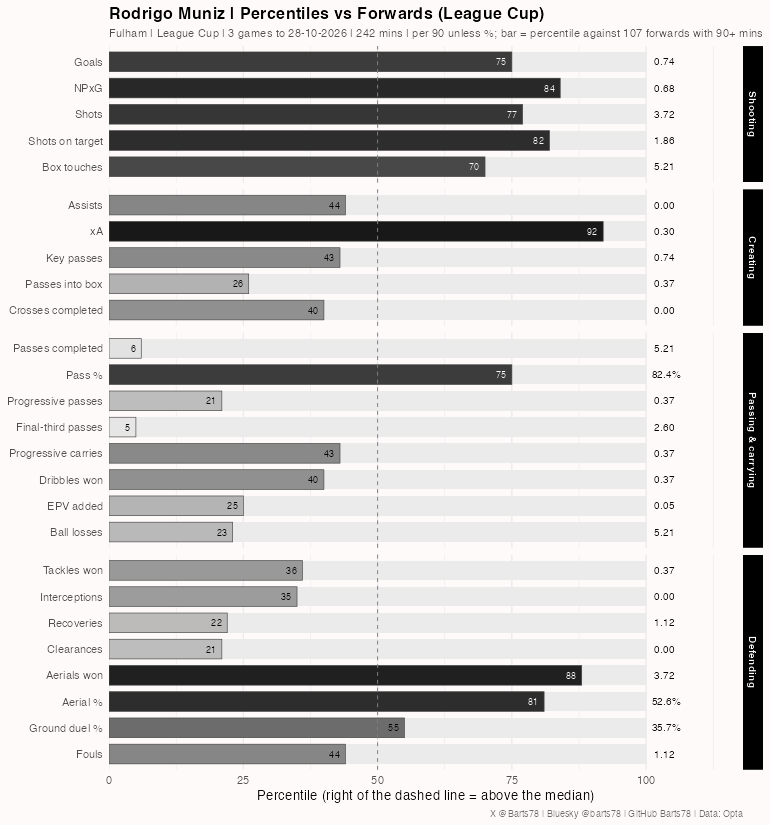 Rodrigo Muniz | Percentiles vs Forwards (League Cup)
Fulham | League Cup | 3 games to 28-10-2026 | 242 mins | per 90 unless %; bar = percentile against 107 forwards with 90+ mins
Shooting
Goals 75 0.74
NPxG 84 0.68
Shots 77 3.72
Shots on target 82 1.86
Box touches 70 5.21
Creating
Assists 44 0.00
xA 92 0.30
Key passes 43 0.74
Passes into box 26 0.37
Crosses completed 40 0.00
Passing & carrying
Passes completed 6 5.21
Pass % 75 82.4%
Progressive passes 21 0.37
Final-third passes 5 2.60
Progressive carries 43 0.37
Dribbles won 40 0.37
EPV added 25 0.05
Ball losses 23 5.21
Defending
Tackles won 36 0.37
Interceptions 35 0.00
Recoveries 22 1.12
Clearances 21 0.00
Aerials won 88 3.72
Aerial % 81 52.6%
Ground duel % 55 35.7%
Fouls 44 1.12
0 25 50 75 100
Percentile (right of the dashed line = above the median)
X @Barts78 | Bluesky @barts78 | GitHub Barts78 | Data: Opta